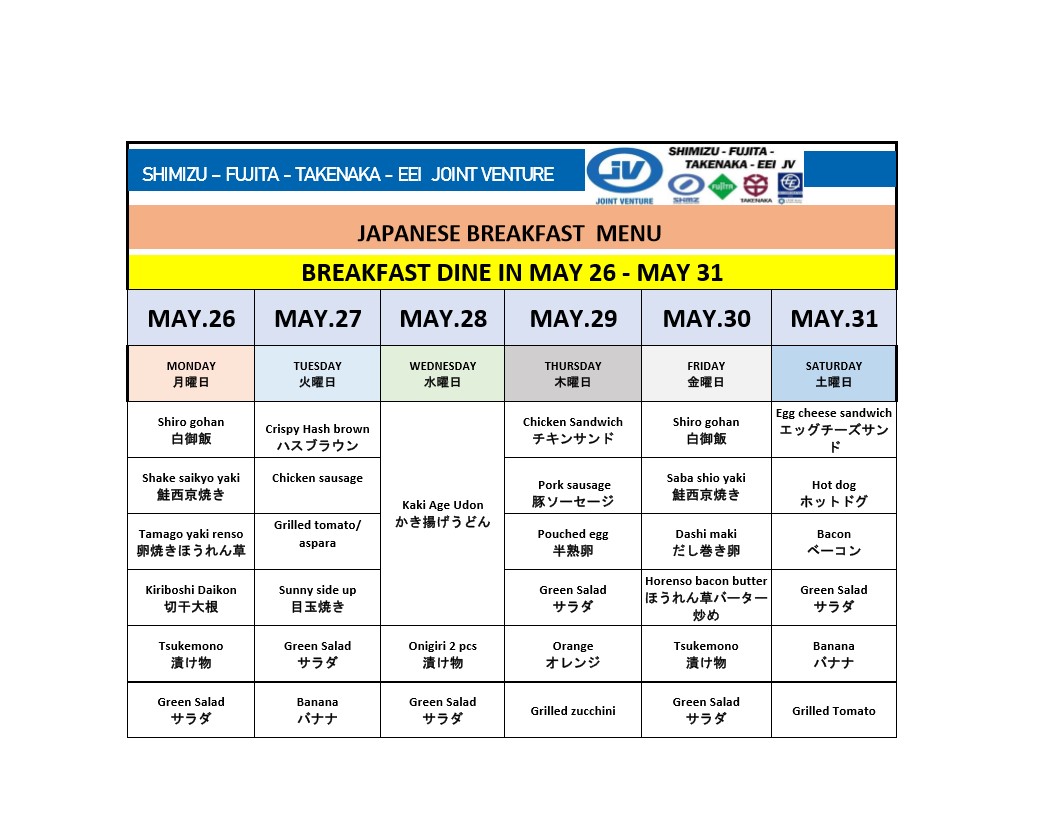 SHIMIZU – FUJITA - TAKENAKA - EEI JOINT VENTURE
JV
JOINT VENTURE
SHIMIZU - FUJITA -
TAKENAKA - EEI JV
FUJITA
TAKENAKA
JAPANESE BREAKFAST MENU
BREAKFAST DINE IN MAY 26 - MAY 31
MAY.26 MAY.27 MAY.28 MAY.29 MAY.30 MAY.31
MONDAY TUESDAY WEDNESDAY THURSDAY FRIDAY SATURDAY
月曜日 火曜日 水曜日 木曜日 金曜日 土曜日
Shiro gohan
白御飯
Crispy Hash brown
ハスブラウン
Chicken Sandwich
チキンサンド
Shiro gohan
白御飯
Egg cheese sandwich
エッグチーズサン
ド
Shake saikyo yaki
鮭西京焼き
Chicken sausage
Kaki Age Udon
かき揚げうどん
Pork sausage
豚ソーセージ
Saba shio yaki
鮭西京焼き
Hot dog
ホットドグ
Tamago yaki renso
卵焼きほうれん草
Grilled tomato/
aspara
Pouched egg
半熟卵
Dashi maki
だし巻き卵
Bacon
ベーコン
Kiriboshi Daikon
切干大根
Sunny side up
目玉焼き
Green Salad
サラダ
Horenso bacon butter
ほうれん草バーター
炒め
Green Salad
サラダ
Tsukemono
漬け物
Green Salad
サラダ
Onigiri 2 pcs
漬け物
Orange
オレンジ
Tsukemono
漬け物
Banana
バナナ
Green Salad
サラダ
Banana
バナナ
Green Salad
サラダ
Grilled zucchini
Green Salad
サラダ
Grilled Tomato